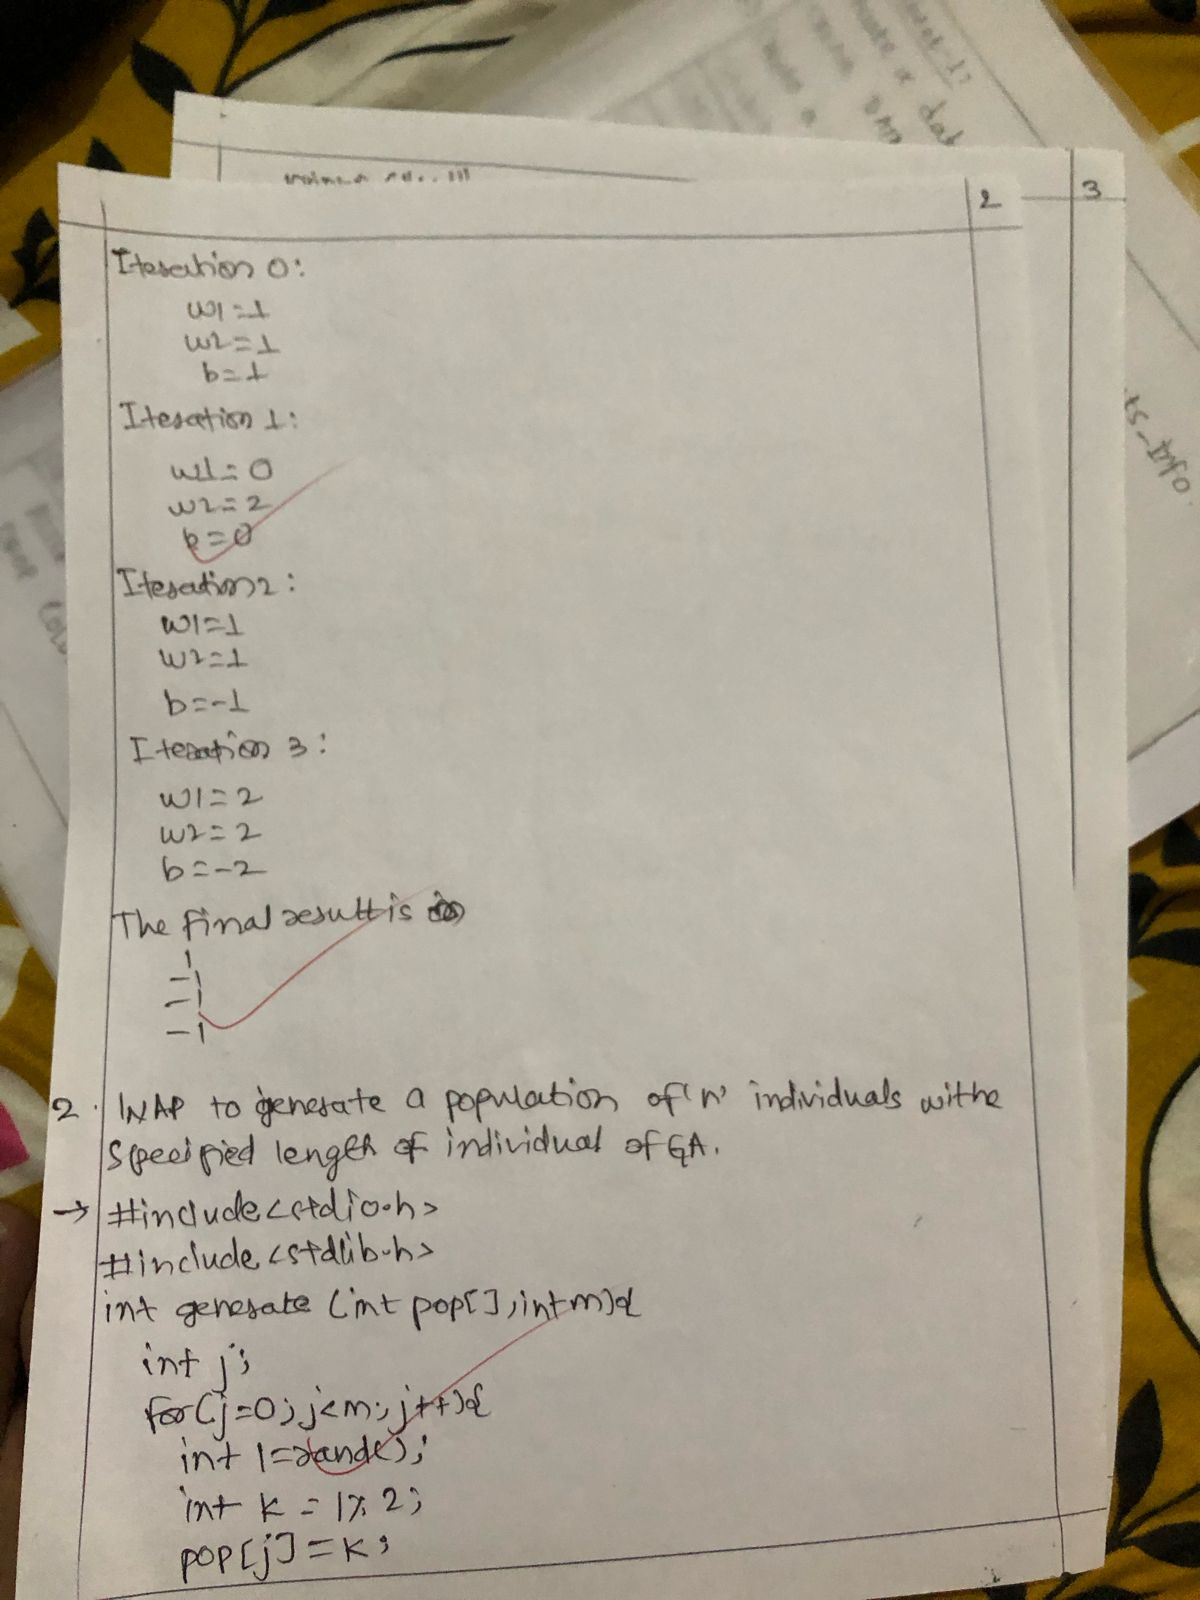 2
3
Iteration 0:
w1=1
w2=1
b=1
Iteration 1:
w1=0
w2=2
b=0
Iteration 2:
w1=1
w2=1
b=-1
Iteration 3:
w1=2
w2=2
b=-2
The final result is
1
-1
-1
-1
2. WAP to generate a population of 'n' individuals withe
specified length of individual of GA.
→ #include<stdio.h>
#include<stdlib.h>
int generate (int pop[], int m){
int j;
for(j=0; j<m; j++){
int l=rand();
int k = l% 2;
pop[j]=k;